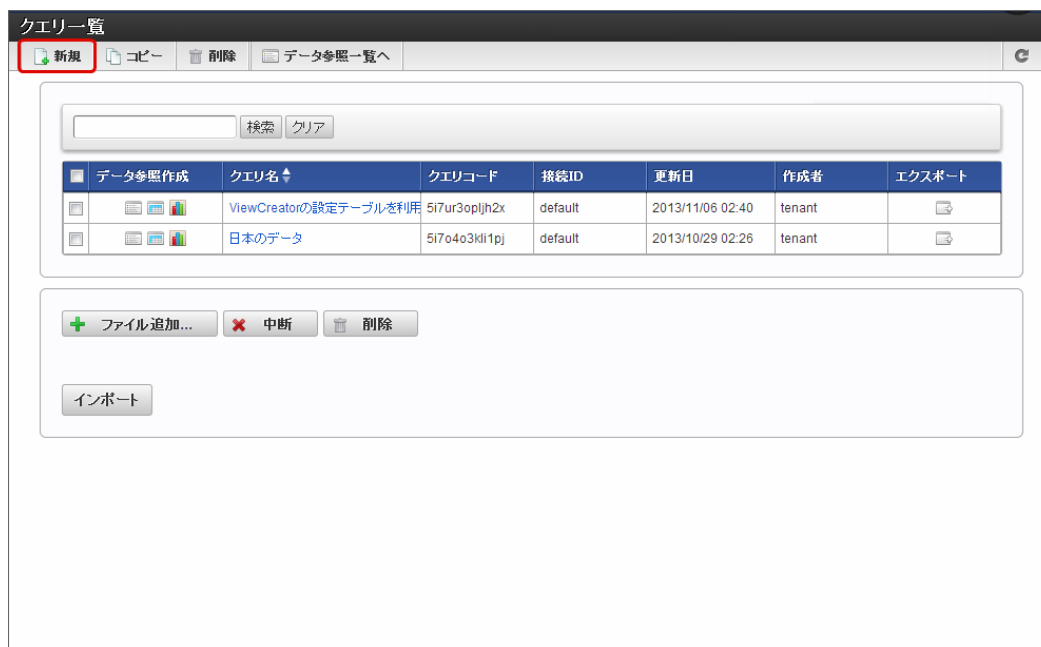 クエリ一覧
新規 コピー 削除 データ参照一覧へ
検索 クリア
データ参照作成 クエリ名 クエリコード 接続ID 更新日 作成者 エクスポート
ViewCreatorの設定テーブルを利用 5i7ur3opljh2x default 2013/11/06 02:40 tenant
日本のデータ 5i7o4o3kli1pj default 2013/10/29 02:26 tenant
ファイル追加... 中断 削除
インポート